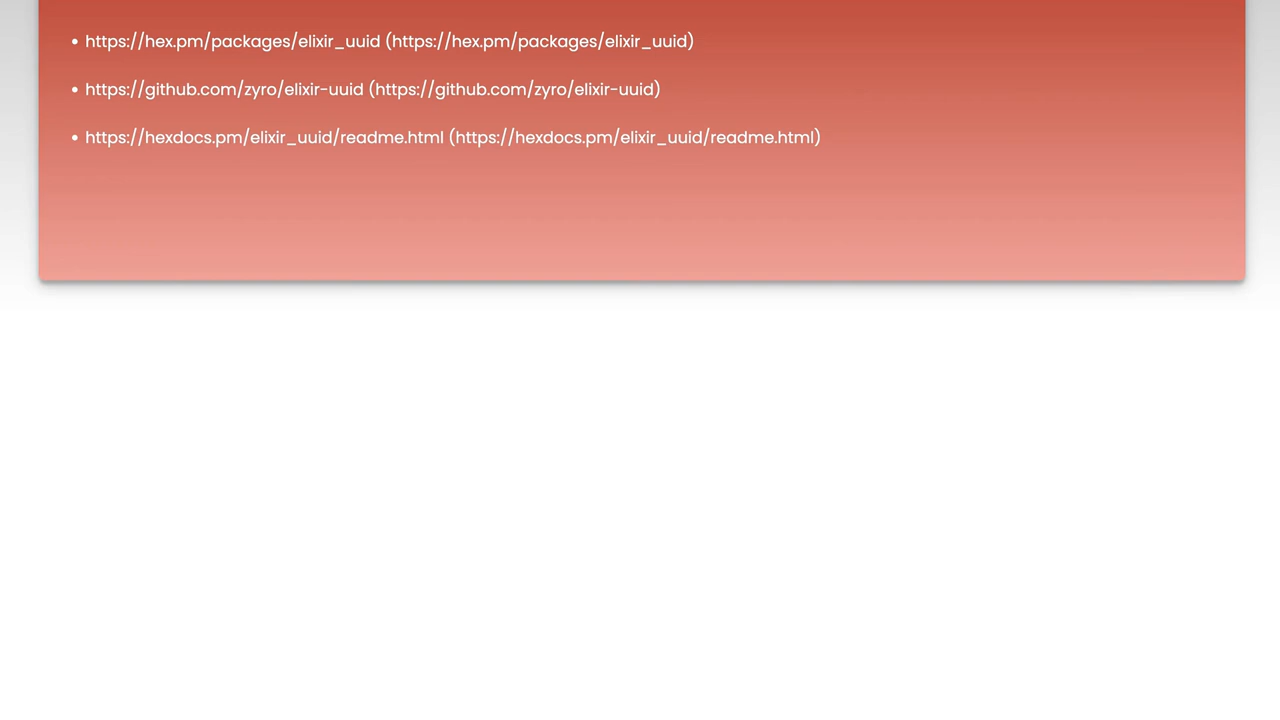 • https://hex.pm/packages/elixir_uuid (https://hex.pm/packages/elixir_uuid)
• https://github.com/zyro/elixir-uuid (https://github.com/zyro/elixir-uuid)
• https://hexdocs.pm/elixir_uuid/readme.html (https://hexdocs.pm/elixir_uuid/readme.html)